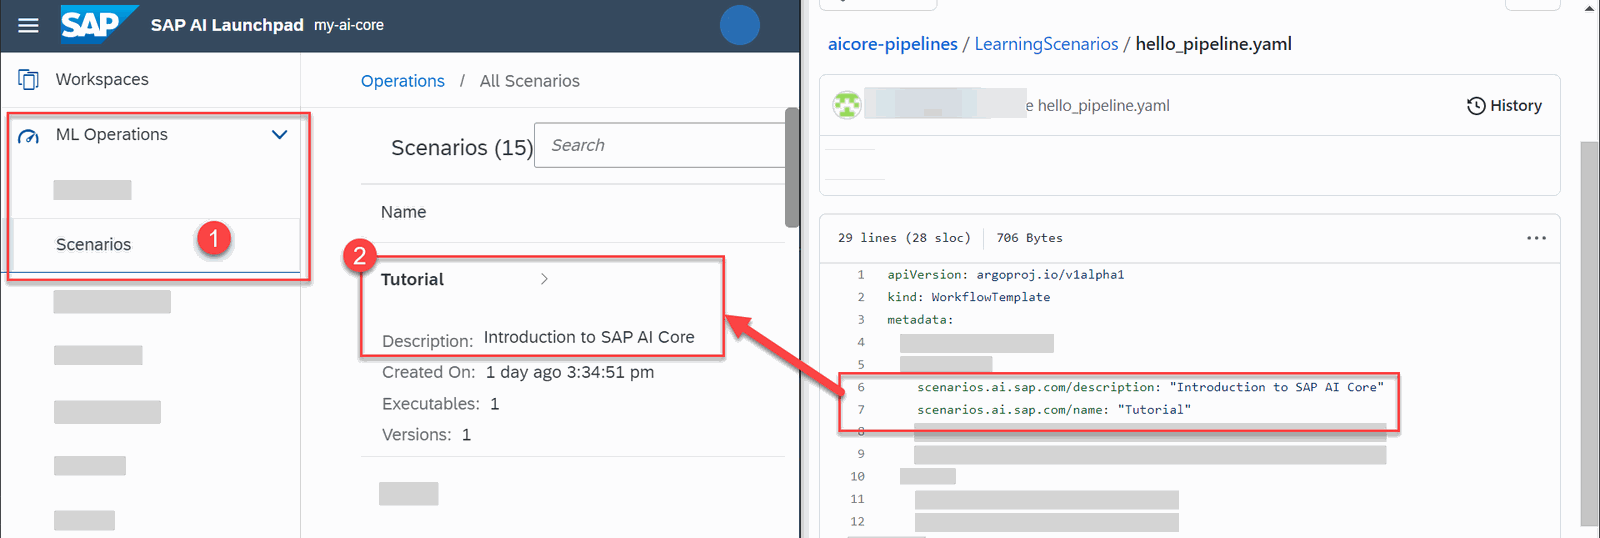 SAP SAP AI Launchpad my-ai-core
Workspaces
ML Operations
Scenarios
1
Operations / All Scenarios
Scenarios (15)
Search
Name
2
Tutorial
Description: Introduction to SAP AI Core
Created On: 1 day ago 3:34:51 pm
Executables: 1
Versions: 1
aicore-pipelines / LearningScenarios / hello_pipeline.yaml
e hello_pipeline.yaml
History
29 lines (28 sloc) 706 Bytes
1 apiVersion: argoproj.io/v1alpha1
2 kind: WorkflowTemplate
3 metadata:
4
5
6 scenarios.ai.sap.com/description: "Introduction to SAP AI Core"
7 scenarios.ai.sap.com/name: "Tutorial"
8
9
10
11
12